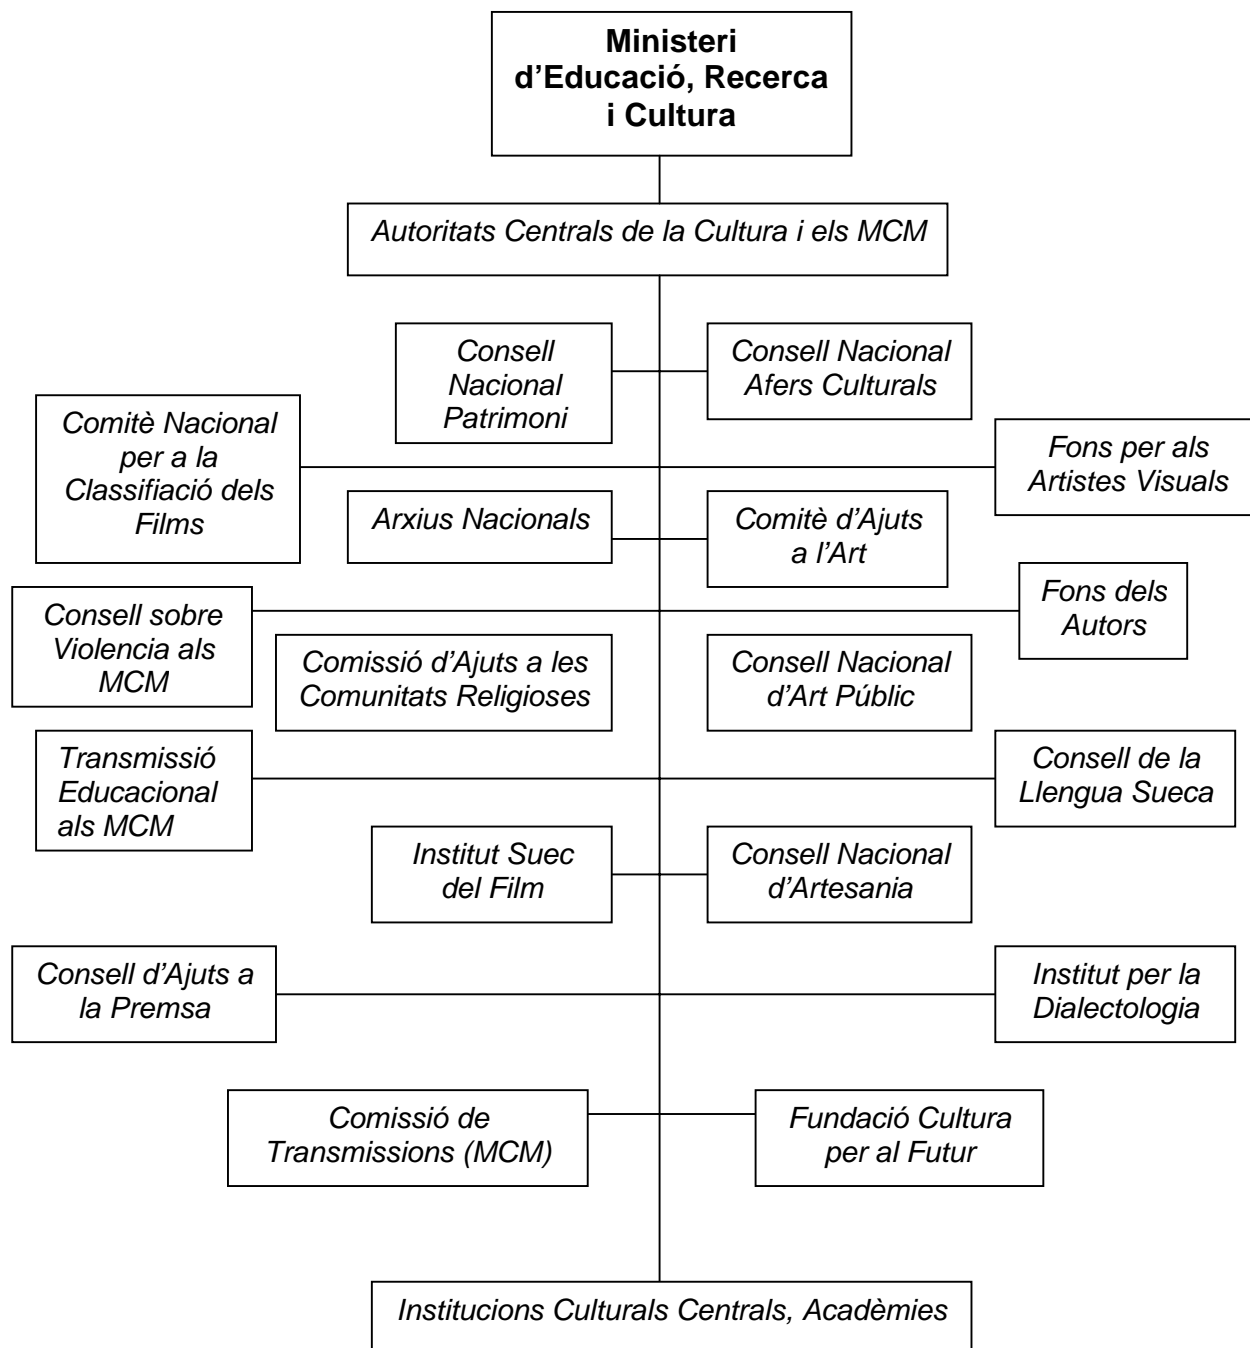 Ministeri
d’Educació, Recerca
i Cultura
Autoritats Centrals de la Cultura i els MCM
Consell
Nacional
Patrimoni
Consell Nacional
Afers Culturals
Comitè Nacional
per a la
Classifiació dels
Films
Fons per als
Artistes Visuals
Arxius Nacionals
Comitè d’Ajuts
a l’Art
Consell sobre
Violencia als
MCM
Fons dels
Autors
Comissió d’Ajuts a les
Comunitats Religioses
Consell Nacional
d’Art Públic
Transmissió
Educacional
als MCM
Consell de la
Llengua Sueca
Institut Suec
del Film
Consell Nacional
d’Artesania
Consell d’Ajuts a
la Premsa
Institut per la
Dialectologia
Comissió de
Transmissions (MCM)
Fundació Cultura
per al Futur
Institucions Culturals Centrals, Acadèmies